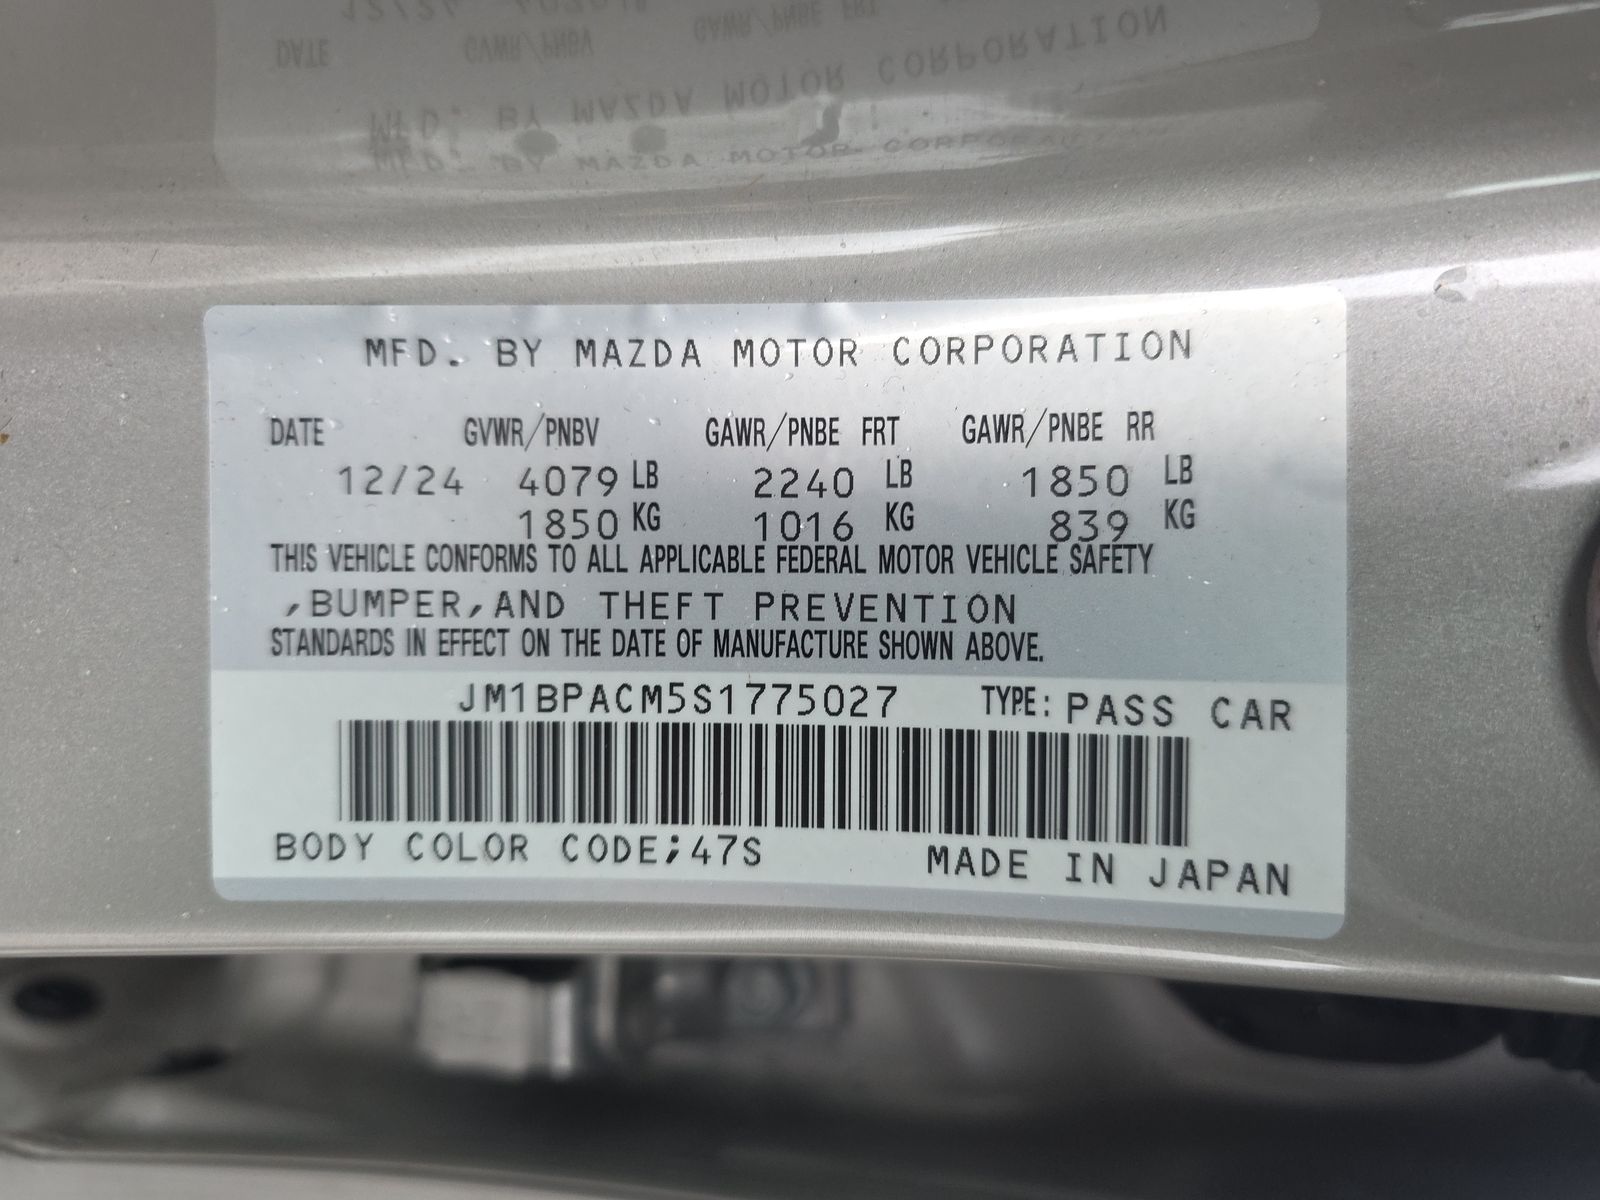 MFD. BY MAZDA MOTOR CORPORATION
DATE GVWR/PNBV GAWR/PNBE FRT GAWR/PNBE RR
12/24 4079 LB 2240 LB 1850 LB
1850 KG 1016 KG 839 KG
THIS VEHICLE CONFORMS TO ALL APPLICABLE FEDERAL MOTOR VEHICLE SAFETY
,BUMPER,AND THEFT PREVENTION
STANDARDS IN EFFECT ON THE DATE OF MANUFACTURE SHOWN ABOVE.
JM1BPACM5S1775027 TYPE: PASS CAR
BODY COLOR CODE;47S MADE IN JAPAN